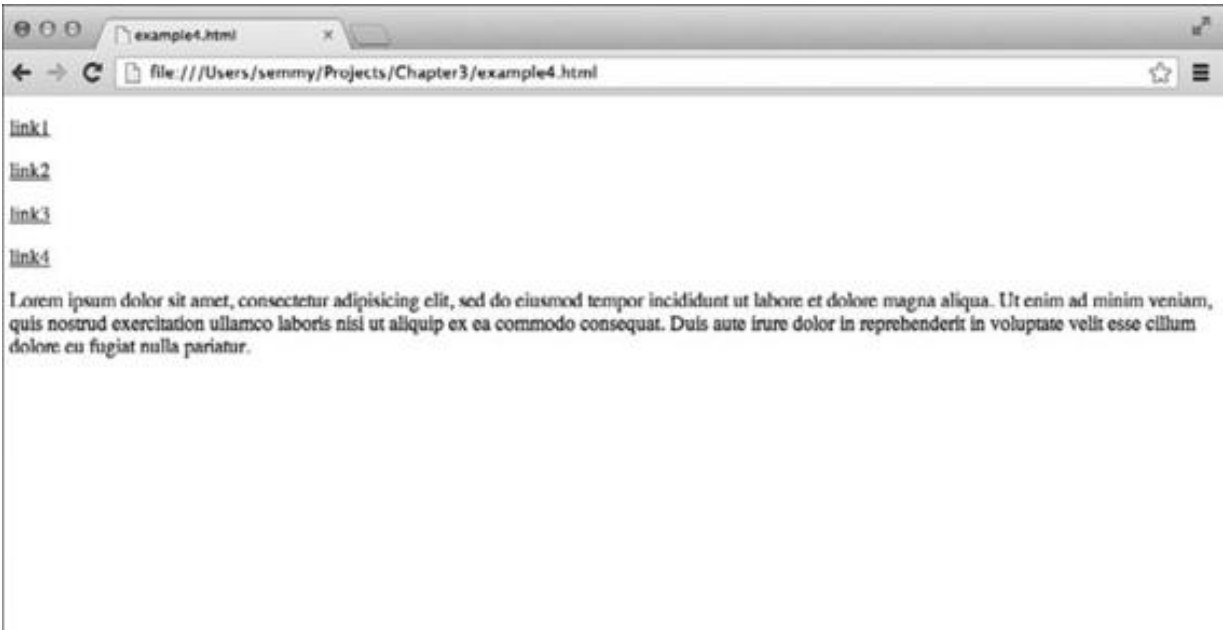 example4.html
file:///Users/semmy/Projects/Chapter3/example4.html
link1
link2
link3
link4
Lorem ipsum dolor sit amet, consectetur adipisicing elit, sed do eiusmod tempor incididunt ut labore et dolore magna aliqua. Ut enim ad minim veniam,
quis nostrud exercitation ullamco laboris nisi ut aliquip ex ea commodo consequat. Duis aute irure dolor in reprehenderit in voluptate velit esse cillum
dolore eu fugiat nulla pariatur.